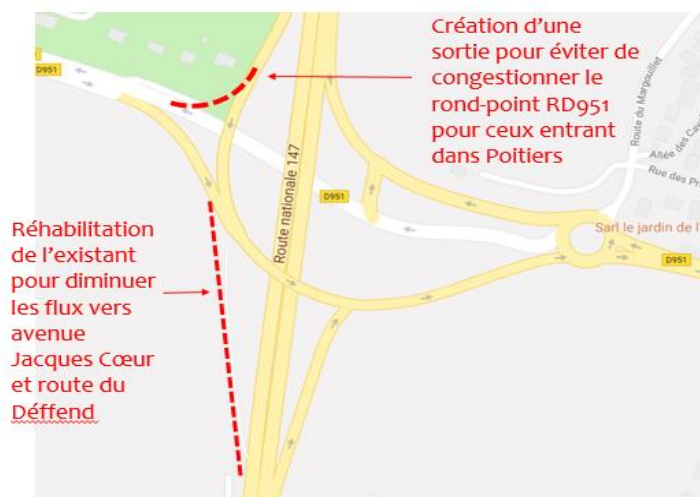 Création d'une
sortie pour éviter de
congestionner le
rond-point RD951
pour ceux entrant
dans Poitiers
D951
D951
Route du Margouillet
Allée des
Rue des
Route nationale 147
D951
Sarl le jardin de
D951
Réhabilitation
de l'existant
pour diminuer
les flux vers
avenue
Jacques Cœur
et route du
Déffend